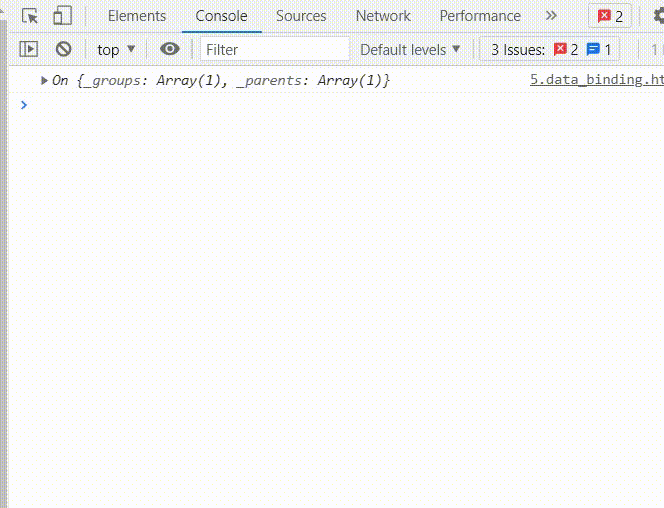 Elements Console Sources Network Performance » 2
top ▼ Filter Default levels ▼ 3 Issues: 2 1 1
▶ On {_groups: Array(1), _parents: Array(1)} 5.data_binding.ht
>